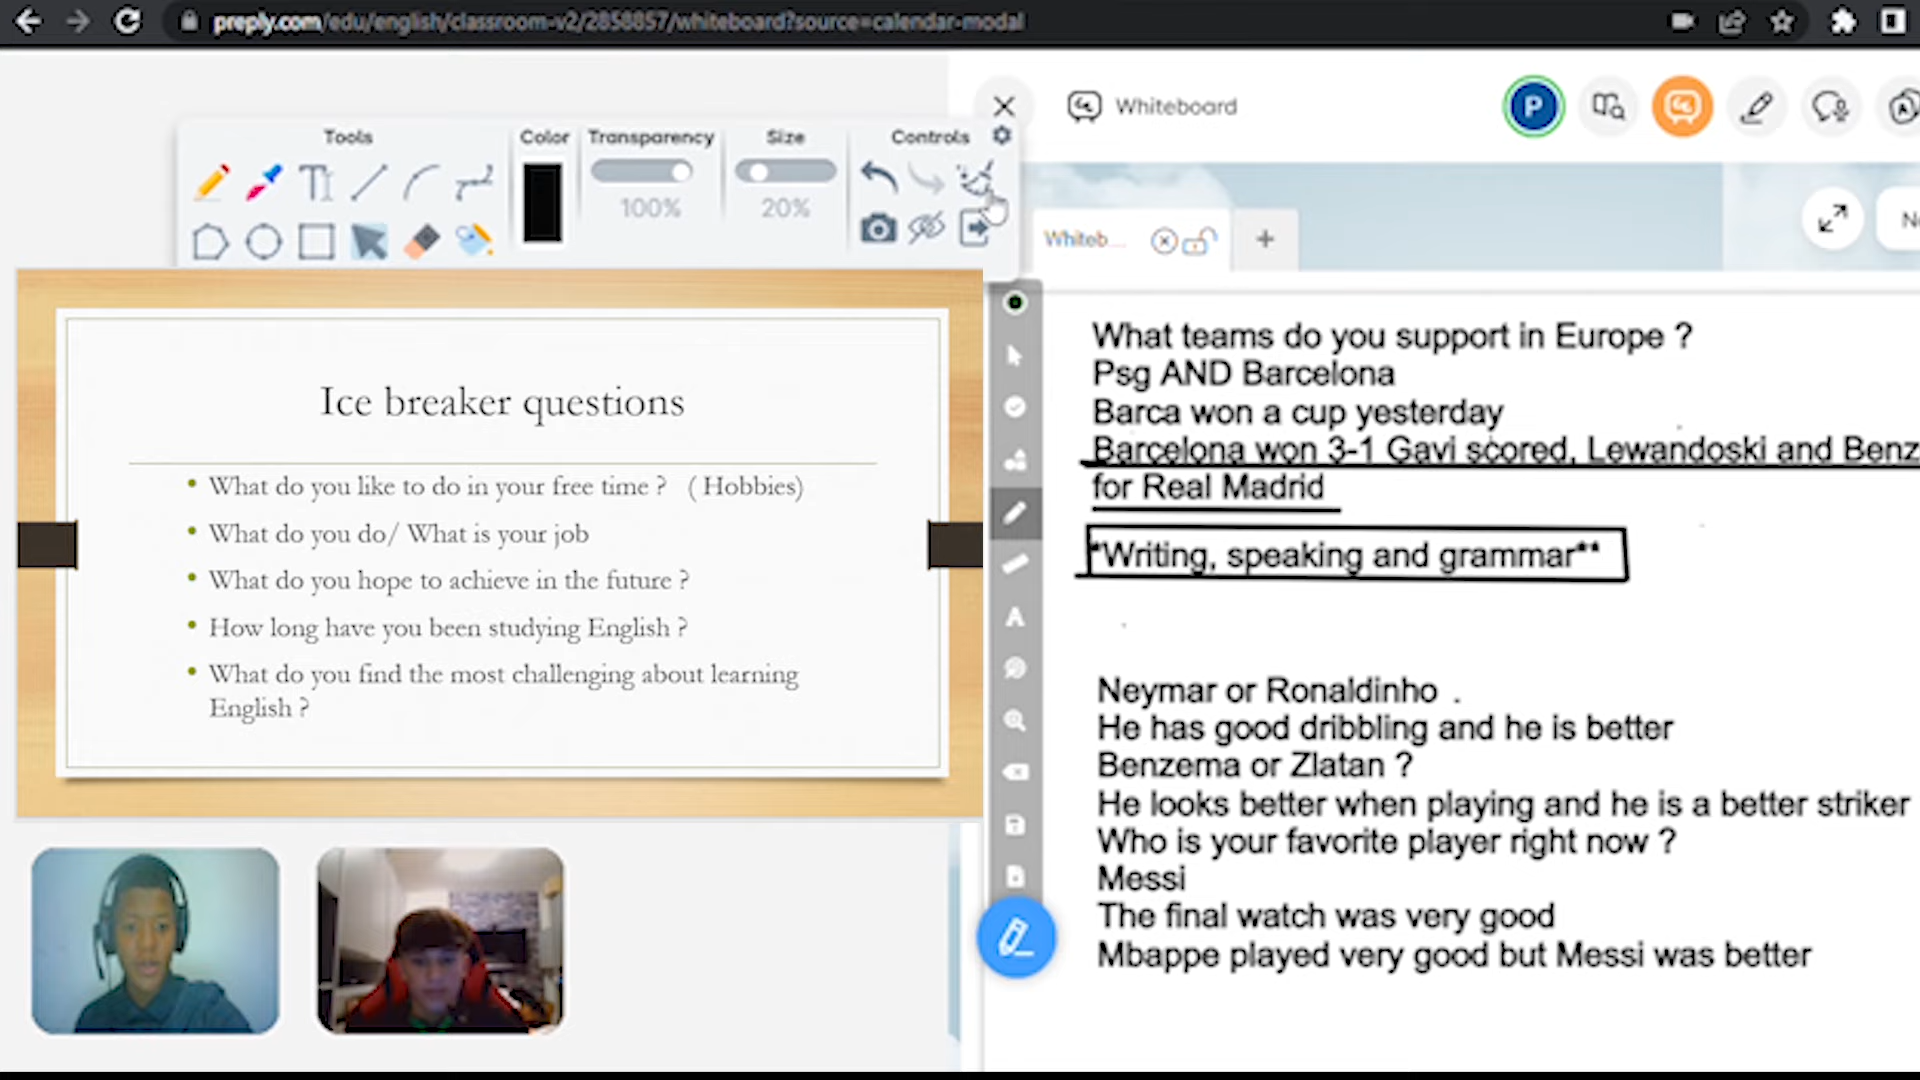 preply.com/edu/english/classroom-v2/2858857/whiteboard?source=calendar-modal
Whiteboard
P
Tools
Color
Transparency
Size
Controls
100%
20%
Whiteb...
+
Ice breaker questions
• What do you like to do in your free time ? ( Hobbies)
• What do you do/ What is your job
• What do you hope to achieve in the future ?
• How long have you been studying English ?
• What do you find the most challenging about learning
English ?
What teams do you support in Europe ?
Psg AND Barcelona
Barca won a cup yesterday
Barcelona won 3-1 Gavi scored, Lewandoski and Benz
for Real Madrid
*Writing, speaking and grammar**
Neymar or Ronaldinho .
He has good dribbling and he is better
Benzema or Zlatan ?
He looks better when playing and he is a better striker
Who is your favorite player right now ?
Messi
The final watch was very good
Mbappe played very good but Messi was better